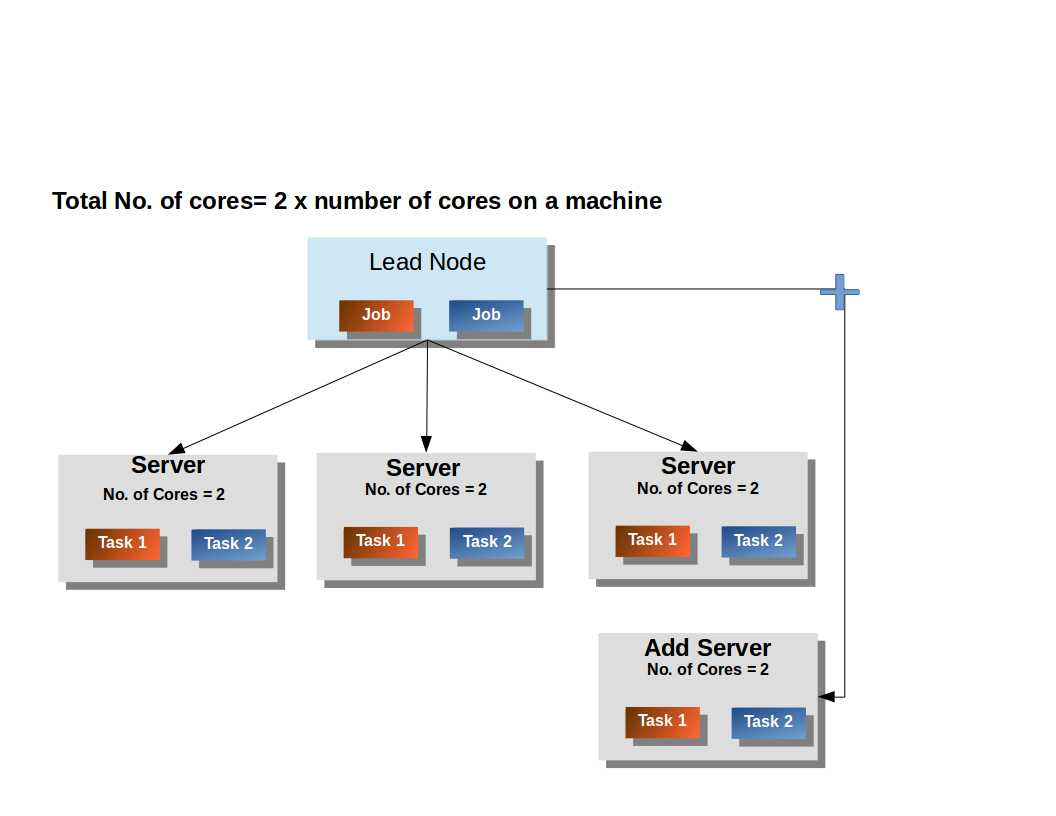 Total No. of cores= 2 x number of cores on a machine
Lead Node
Job
Job
Server
No. of Cores = 2
Task 1
Task 2
Server
No. of Cores = 2
Task 1
Task 2
Server
No. of Cores = 2
Task 1
Task 2
Add Server
No. of Cores = 2
Task 1
Task 2